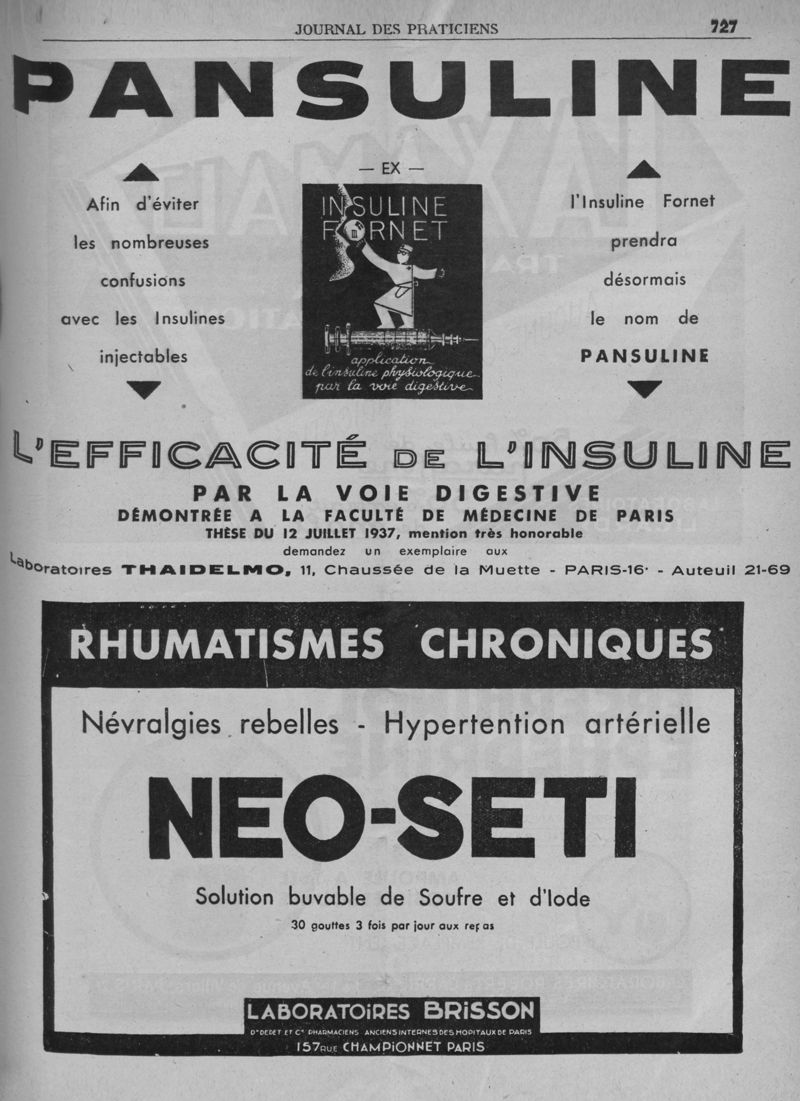 JOURNAL DES PRATICIENS
727
PANSULINE
Afin d'éviter
les nombreuses
confusions
avec les Insulines
injectables
— EX —
INSULINE
FORNET
application
de l'insuline physiologique
par la voie digestive
l'Insuline Fornet
prendra
désormais
le nom de
PANSULINE
L'EFFICACITÉ DE L'INSULINE
PAR LA VOIE DIGESTIVE
DÉMONTRÉE A LA FACULTÉ DE MÉDECINE DE PARIS
THÈSE DU 12 JUILLET 1937, mention très honorable
demandez un exemplaire aux
Laboratoires THAIDELMO, 11, Chaussée de la Muette - PARIS-16· - Auteuil 21-69
RHUMATISMES CHRONIQUES
Névralgies rebelles - Hypertention artérielle
NEO-SETI
Solution buvable de Soufre et d'Iode
30 gouttes 3 fois par jour aux repas
LABORATOiRES BRiSSON
Dr DEDET ET Cie PHARMACIENS ANCIENS INTERNES DES HOPITAUX DE PARIS
157 RUE CHAMPiONNET PARIS